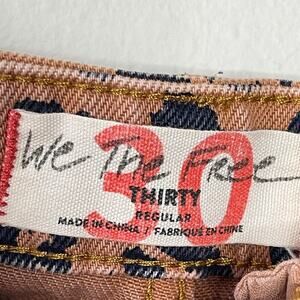 We The Free
30
THIRTY
REGULAR
MADE IN CHINA / FABRIQUÉ EN CHINE